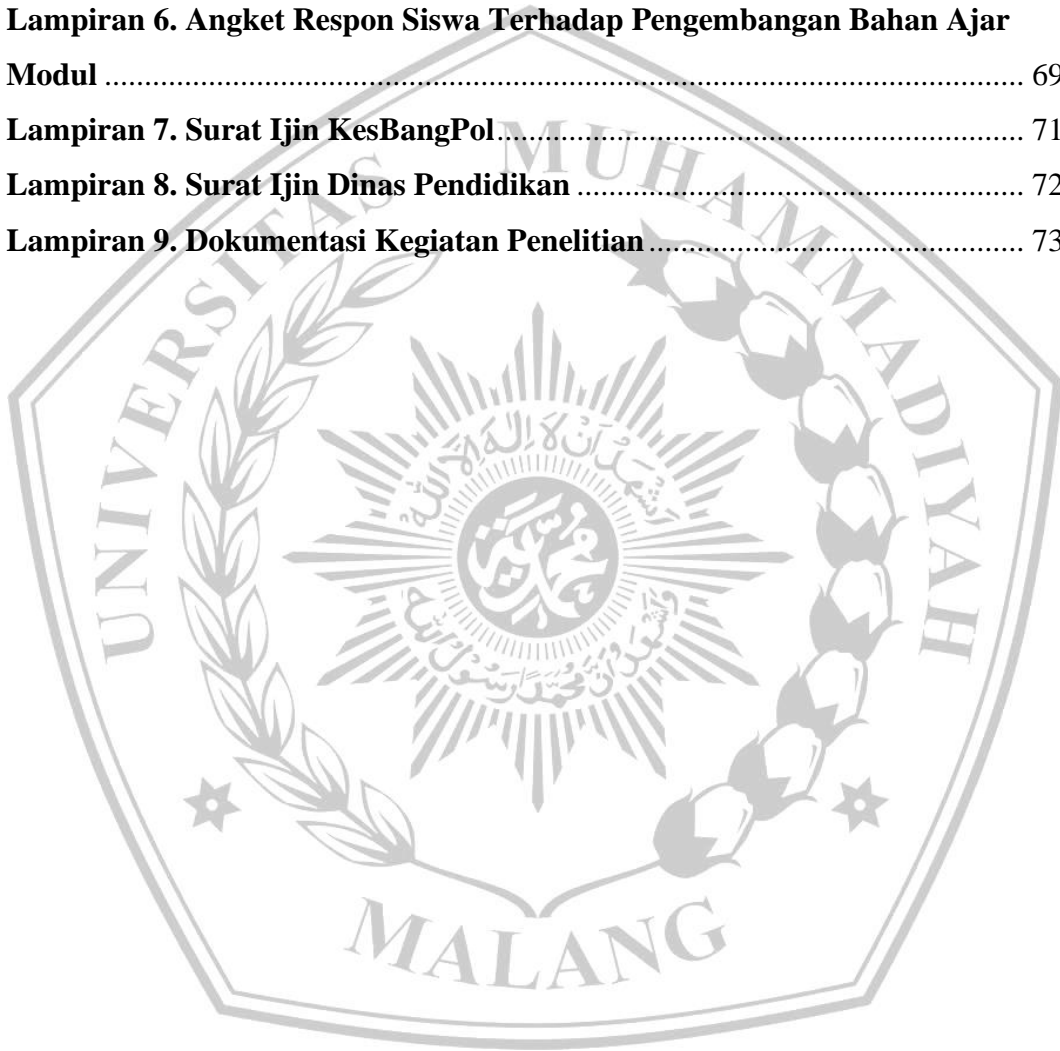 Lampiran 6. Angket Respon Siswa Terhadap Pengembangan Bahan Ajar
Modul ........................................................................................................... 69
Lampiran 7. Surat Ijin KesBangPol ................................................................. 71
Lampiran 8. Surat Ijin Dinas Pendidikan ........................................................ 72
Lampiran 9. Dokumentasi Kegiatan Penelitian ............................................... 73
UNIVERSITAS MUHAMMADIYAH
MALANG